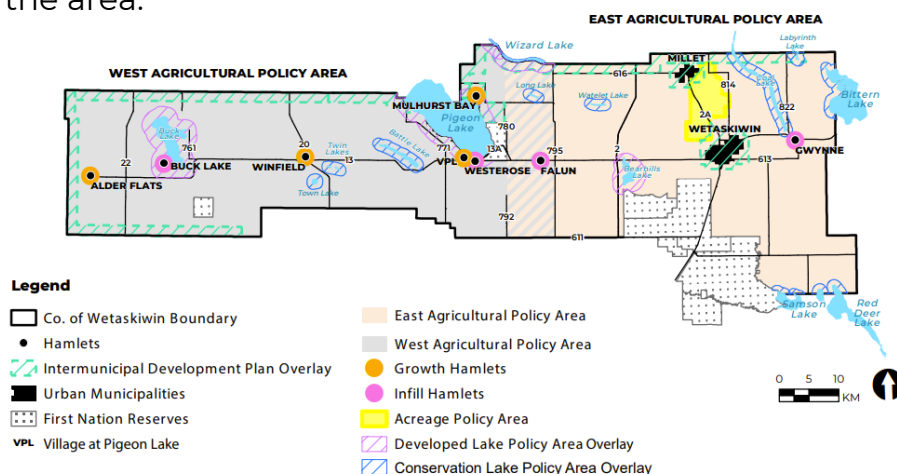 the area.
EAST AGRICULTURAL POLICY AREA
WEST AGRICULTURAL POLICY AREA
Wizard Lake
Labyrinth
Lake
MILLET
616
Long Lake
Watelet Lake
814
Coal
Lake
822
Bittern
Lake
MULHURST BAY
Pigeon
Lake
780
2A
WETASKIWIN
Buck
Lake
761
20
Twin
Lakes
13
Battle Lake
771
13A
795
2
GWYNNE
22
BUCK LAKE
WINFIELD
VPL
WESTEROSE
FALUN
613
Bearhills
Lake
ALDER FLATS
Town Lake
792
611
Samson
Lake
Red
Deer
Lake
Legend
Co. of Wetaskiwin Boundary
Hamlets
Intermunicipal Development Plan Overlay
Urban Municipalities
First Nation Reserves
VPL Village at Pigeon Lake
East Agricultural Policy Area
West Agricultural Policy Area
Growth Hamlets
Infill Hamlets
Acreage Policy Area
Developed Lake Policy Area Overlay
Conservation Lake Policy Area Overlay
0 5 10
KM